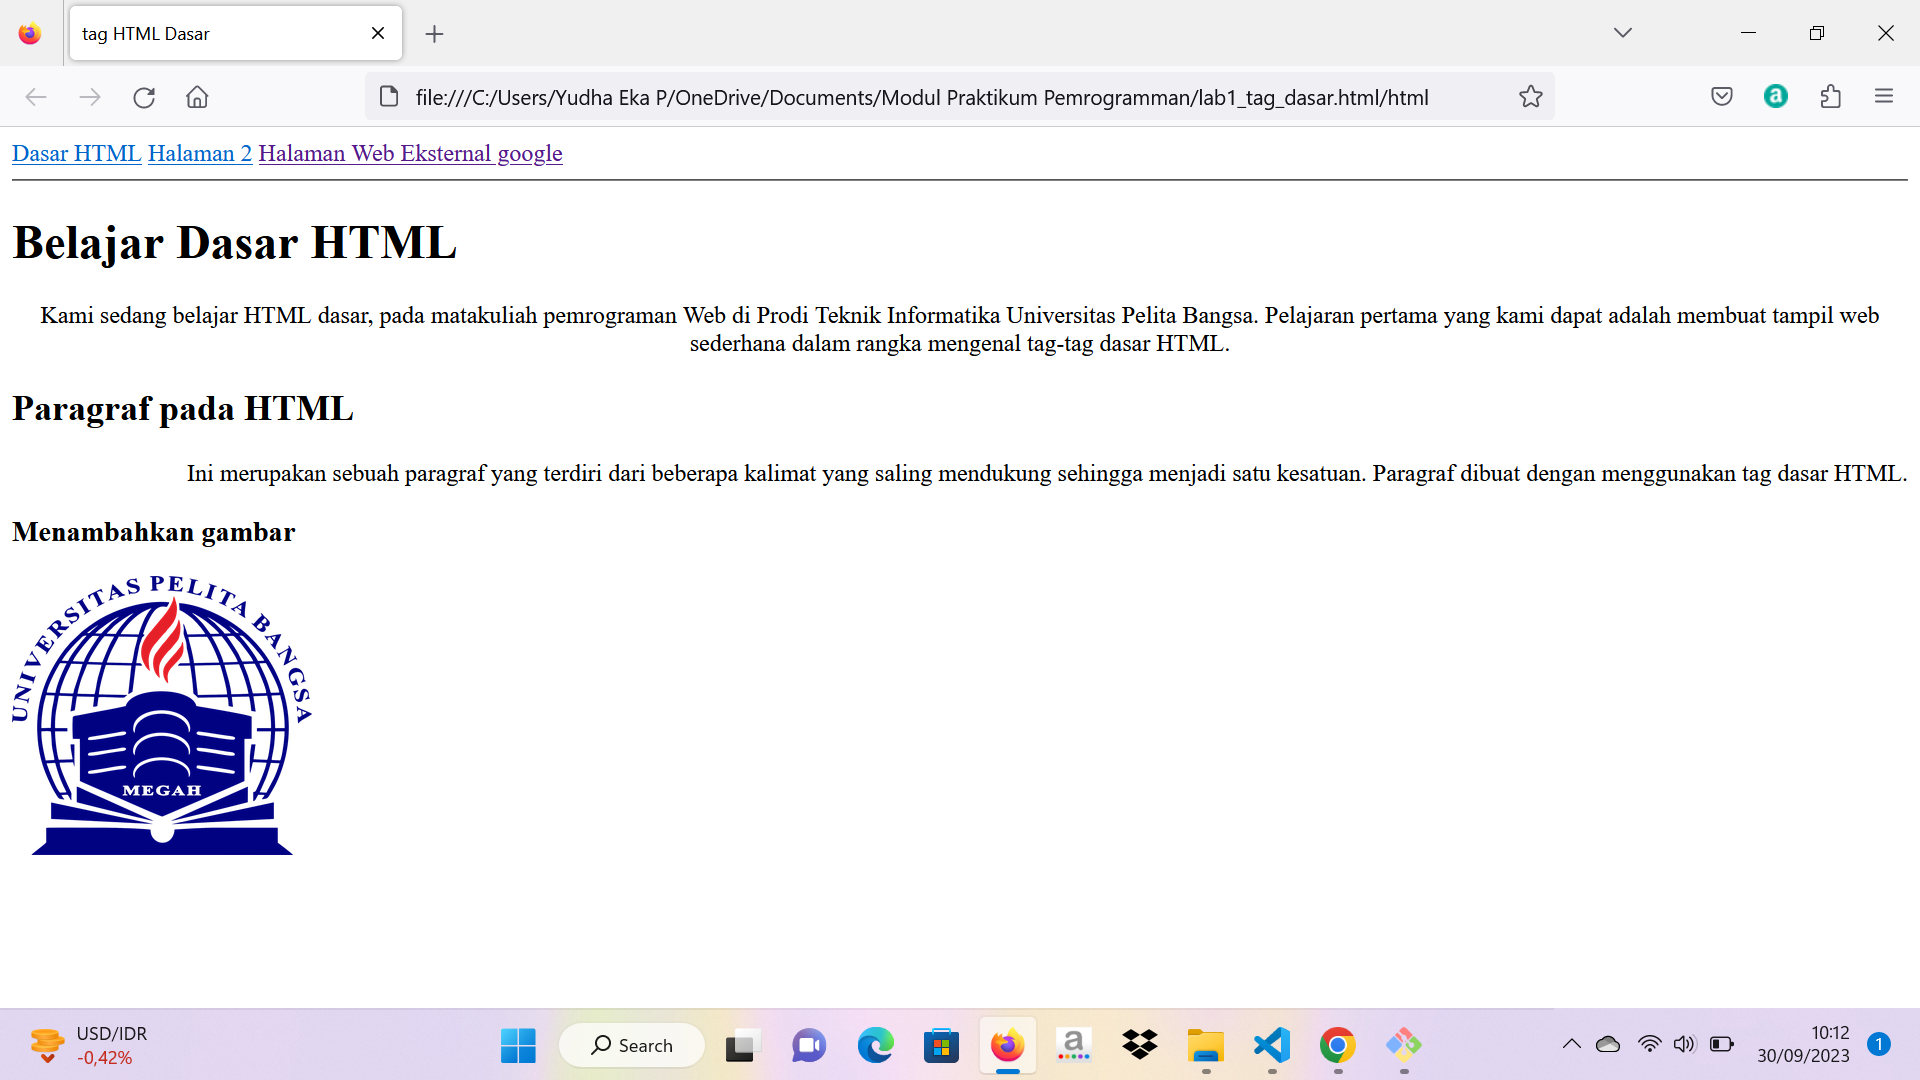 tag HTML Dasar
file:///C:/Users/Yudha Eka P/OneDrive/Documents/Modul Praktikum Pemrogramman/lab1_tag_dasar.html/html
Dasar HTML Halaman 2 Halaman Web Eksternal google
Belajar Dasar HTML
Kami sedang belajar HTML dasar, pada matakuliah pemrograman Web di Prodi Teknik Informatika Universitas Pelita Bangsa. Pelajaran pertama yang kami dapat adalah membuat tampil web
sederhana dalam rangka mengenal tag-tag dasar HTML.
Paragraf pada HTML
Ini merupakan sebuah paragraf yang terdiri dari beberapa kalimat yang saling mendukung sehingga menjadi satu kesatuan. Paragraf dibuat dengan menggunakan tag dasar HTML.
Menambahkan gambar
UNIVERSITAS PELITA BANGSA
MEGAH
USD/IDR
-0,42%
Search
10:12
30/09/2023
1